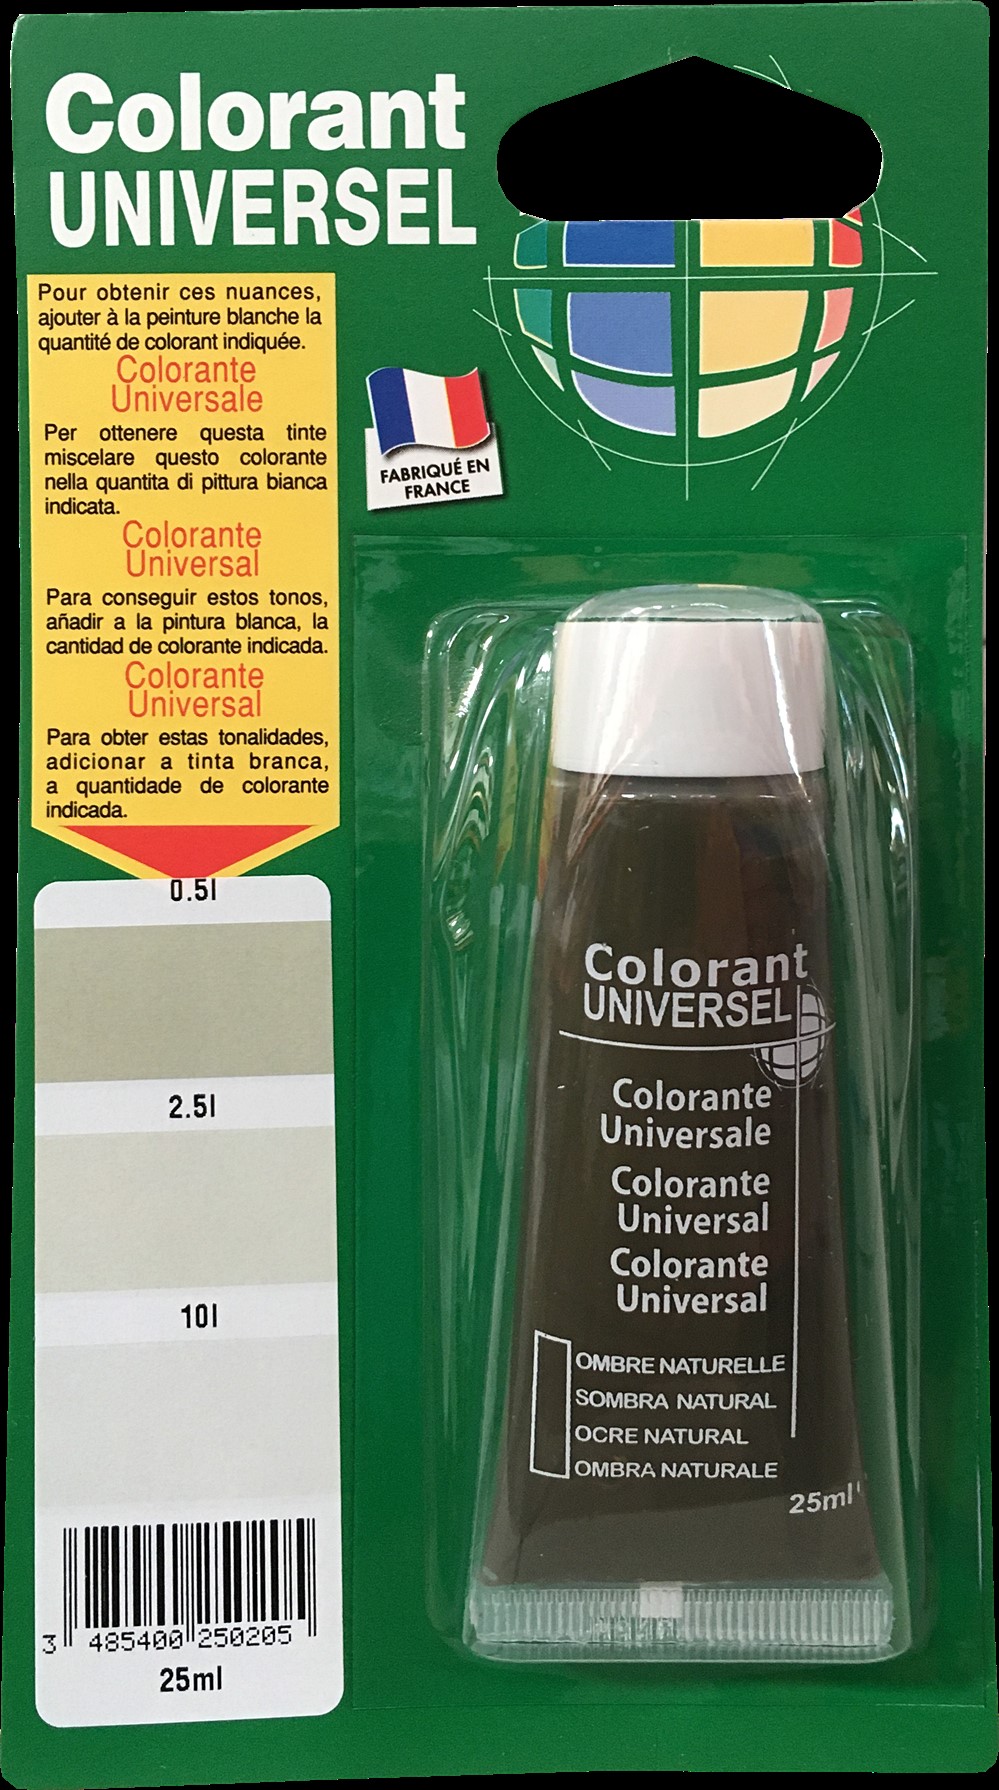 Colorant
UNIVERSEL
Pour obtenir ces nuances,
ajouter à la peinture blanche la
quantité de colorant indiquée.
Colorante
Universale
Per ottenere questa tinte
miscelare questo colorante
nella quantita di pittura bianca
indicata.
Colorante
Universal
Para conseguir estos tonos,
añadir a la pintura blanca, la
cantidad de colorante indicada.
Colorante
Universal
Para obter estas tonalidades,
adicionar a tinta branca,
a quantidade de colorante
indicada.
0.5l
2.5l
10l
3 485400 250205
25ml
FABRIQUÉ EN
FRANCE
Colorant
UNIVERSEL
Colorante
Universale
Colorante
Universal
Colorante
Universal
OMBRE NATURELLE
SOMBRA NATURAL
OCRE NATURAL
OMBRA NATURALE
25ml